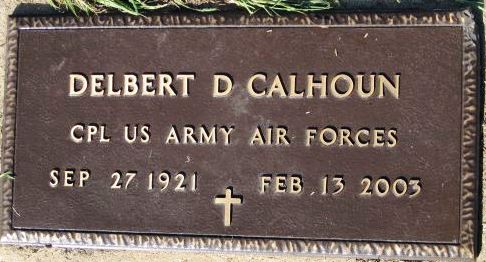 DELBERT D CALHOUN
CPL US ARMY AIR FORCES
SEP 27 1921 FEB 13 2003